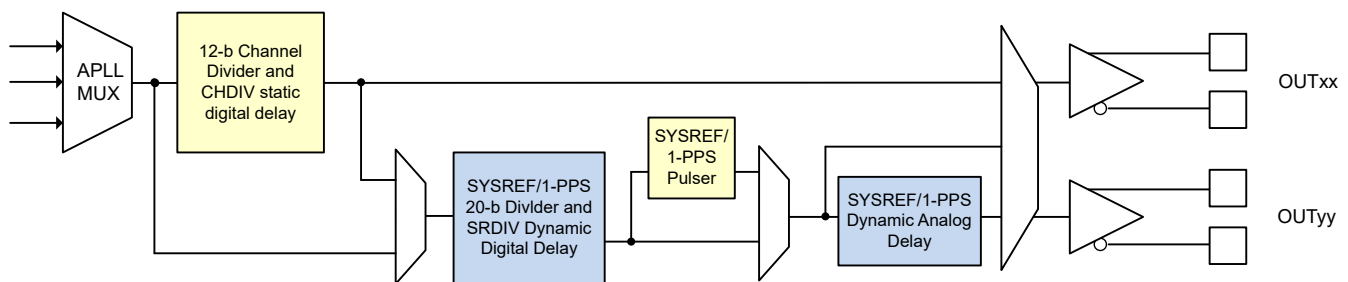 APLL
MUX
12-b Channel
Divider and
CHDIV static
digital delay
SYSREF/1-PPS
20-b DivIder and
SRDIV Dynamic
Digital Delay
SYSREF/
1-PPS
Pulser
SYSREF/1-PPS
Dynamic Analog
Delay
OUTxx
OUTyy